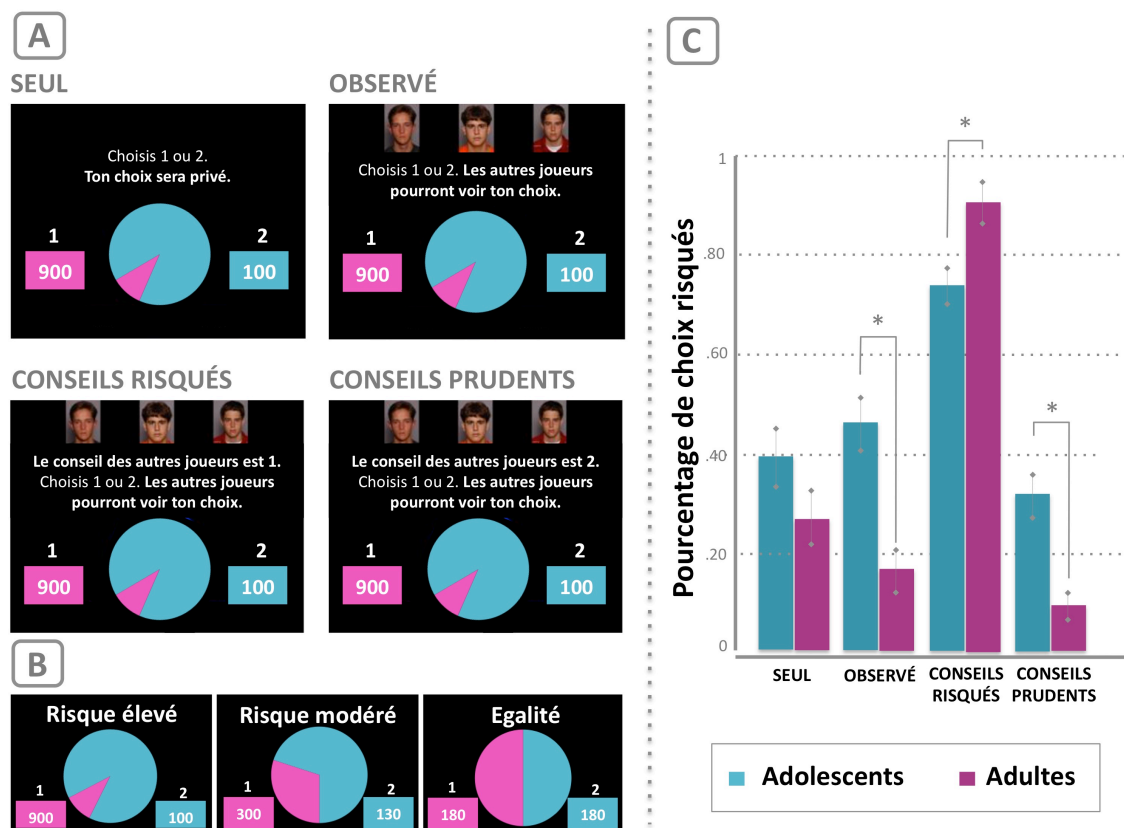 A
SEUL
Choisis 1 ou 2.
Ton choix sera privé.
1
2
900
100
OBSERVÉ
Choisis 1 ou 2. Les autres joueurs
pourront voir ton choix.
1
2
900
100
CONSEILS RISQUÉS
Le conseil des autres joueurs est 1.
Choisis 1 ou 2. Les autres joueurs
pourront voir ton choix.
1
2
900
100
CONSEILS PRUDENTS
Le conseil des autres joueurs est 2.
Choisis 1 ou 2. Les autres joueurs
pourront voir ton choix.
1
2
900
100
B
Risque élevé
1
2
900
100
Risque modéré
1
2
300
130
Egalité
1
2
180
180
C
Pourcentage de choix risqués
1
.80
.60
.40
.20
0
*
*
*
SEUL
OBSERVÉ
CONSEILS
RISQUÉS
CONSEILS
PRUDENTS
Adolescents
Adultes